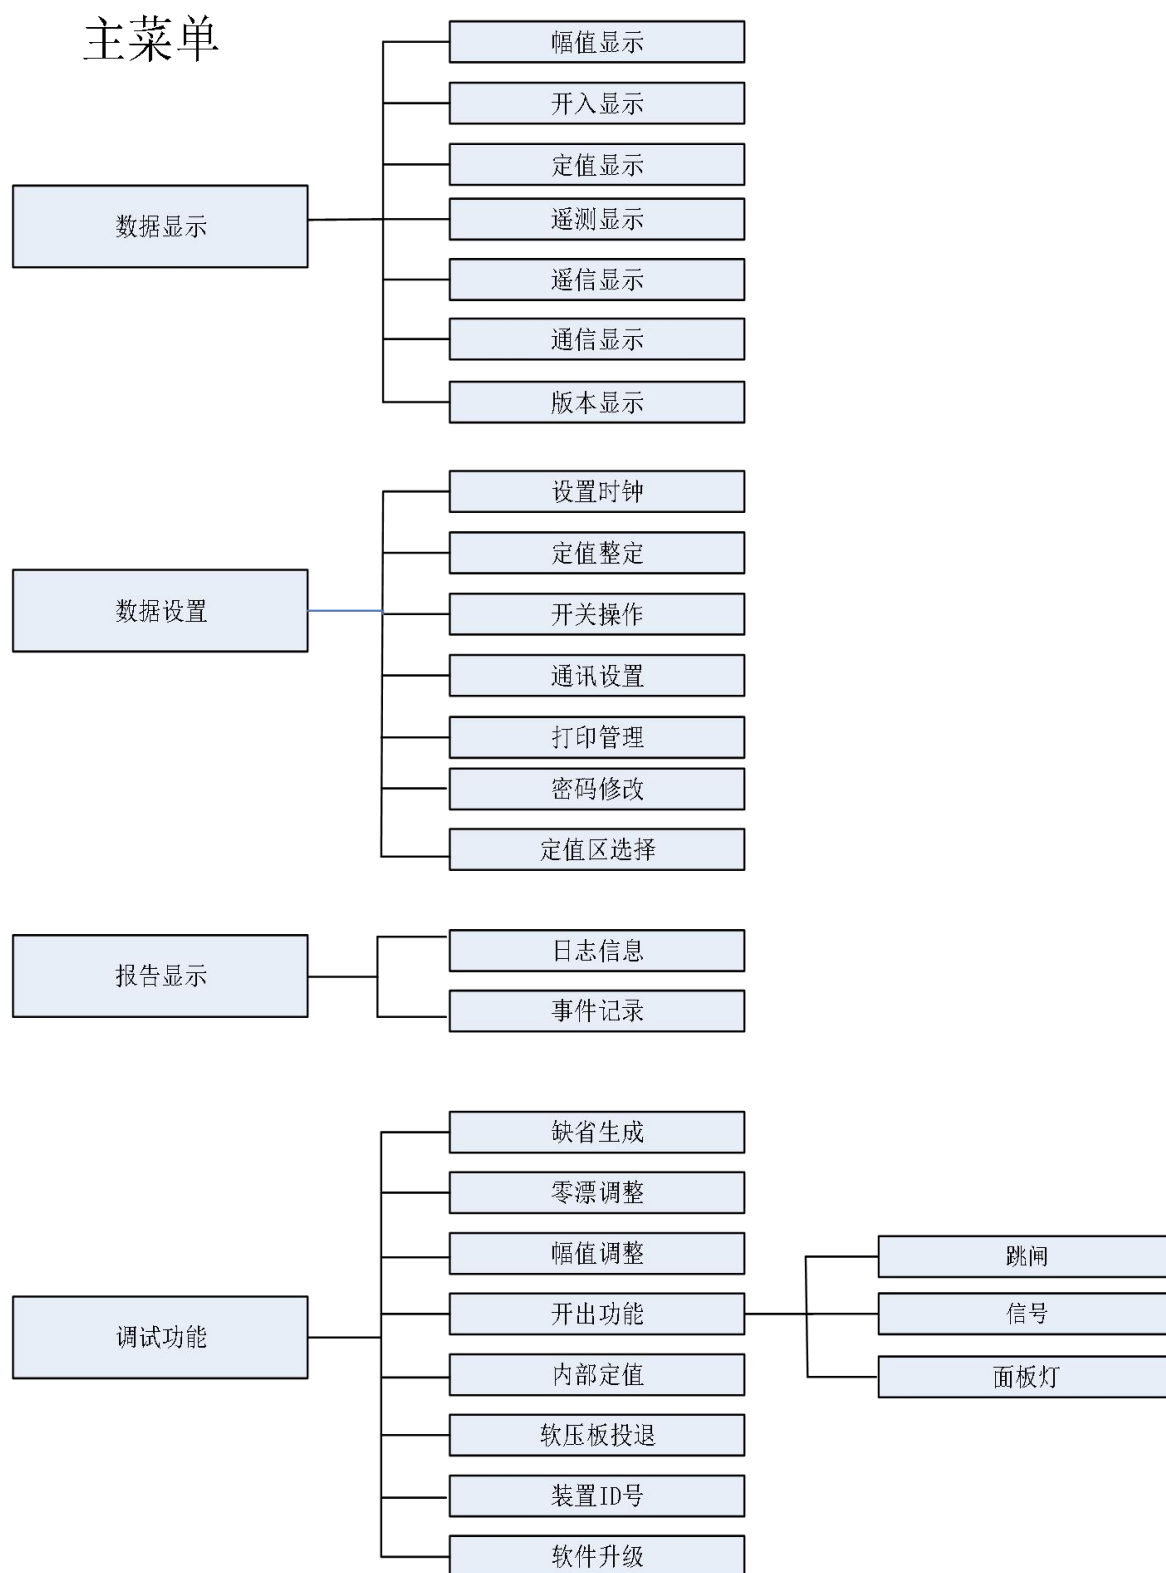 主菜单
数据显示
幅值显示
开入显示
定值显示
遥测显示
遥信显示
通信显示
版本显示
数据设置
设置时钟
定值整定
开关操作
通讯设置
打印管理
密码修改
定值区选择
报告显示
日志信息
事件记录
调试功能
缺省生成
零漂调整
幅值调整
开出功能
跳闸
信号
面板灯
内部定值
软压板投退
装置ID号
软件升级